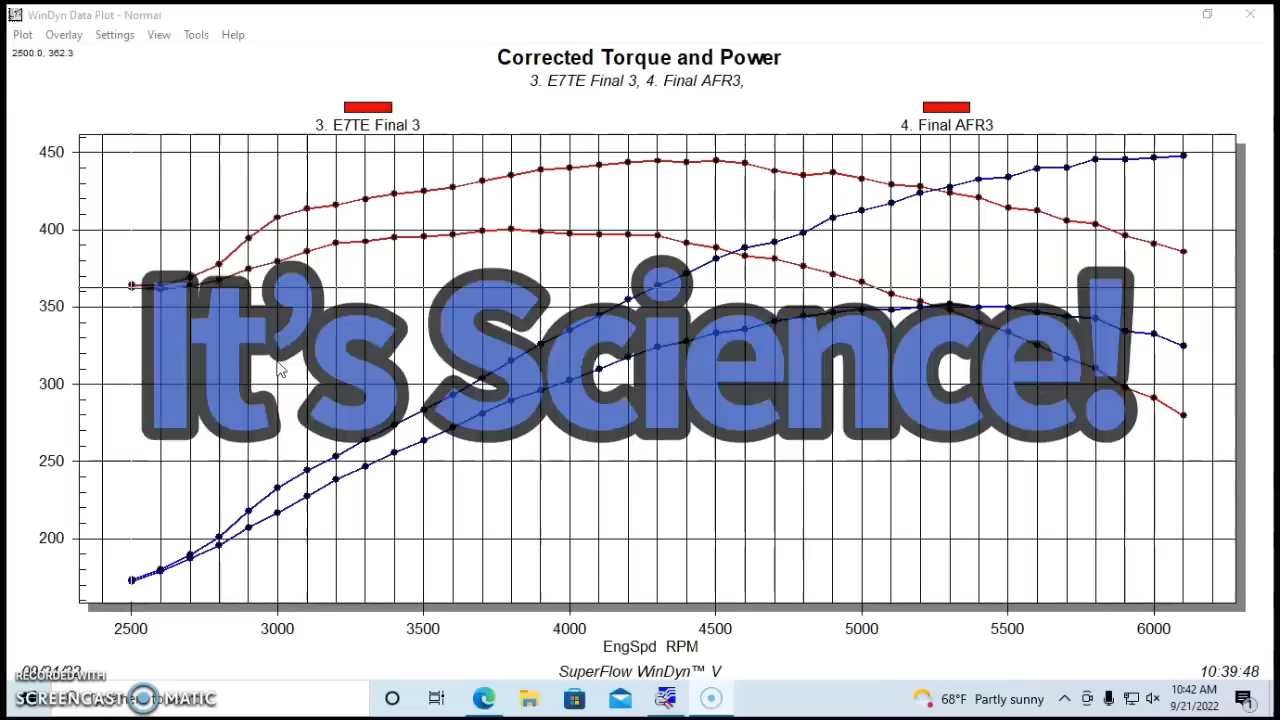 WinDyn Data Plot - Normal
Plot Overlay Settings View Tools Help
2500.0, 362.3
Corrected Torque and Power
3. E7TE Final 3, 4. Final AFR3,
3. E7TE Final 3 4. Final AFR3
450
400
350
300
250
200
It's Science!
2500 3000 3500 4000 4500 5000 5500 6000
EngSpd RPM
SuperFlow WinDyn™ V 10:39:48
RECORDED WITH
SCREENCAST-O-MATIC
68°F Partly sunny
10:42 AM
9/21/2022
1